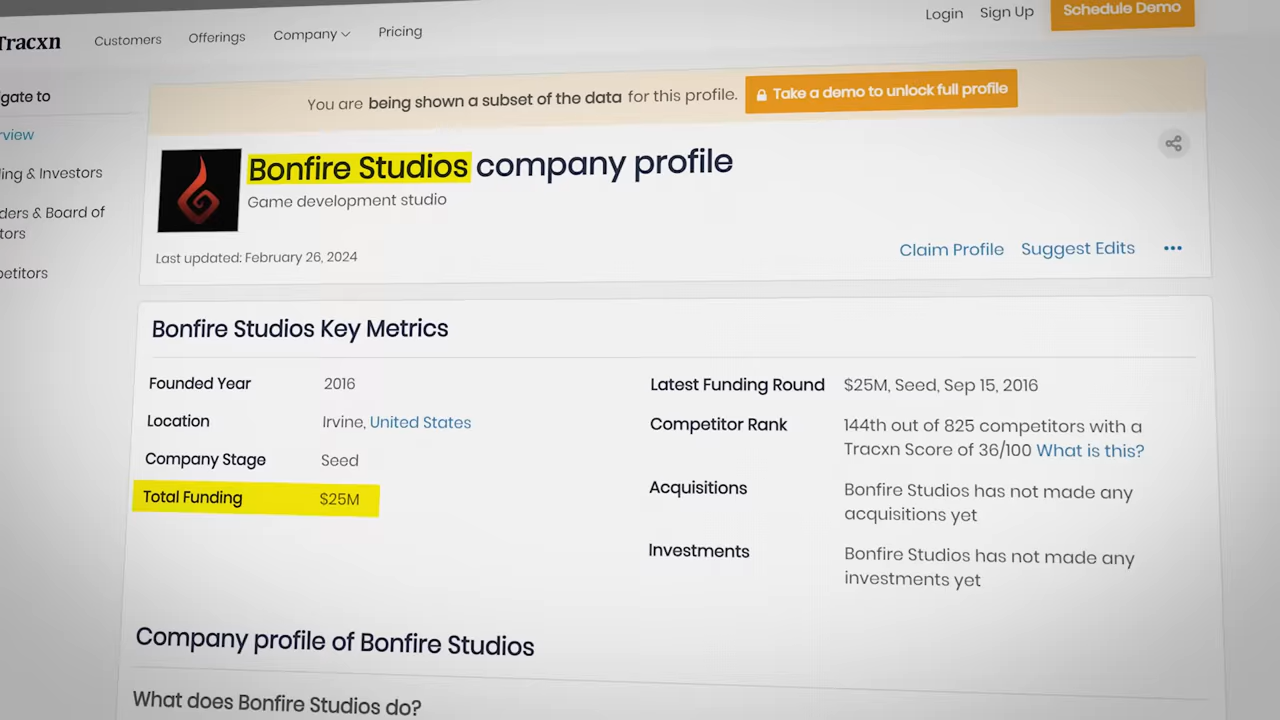 Tracxn Customers Offerings Company Pricing Login Sign Up Schedule Demo
gate to
rview
ing & Investors
ders & Board of
tors
petitors
You are being shown a subset of the data for this profile. Take a demo to unlock full profile
Bonfire Studios company profile
Game development studio
Last updated: February 26, 2024
Claim Profile Suggest Edits
Bonfire Studios Key Metrics
Founded Year 2016
Location Irvine, United States
Company Stage Seed
Total Funding $25M
Latest Funding Round $25M, Seed, Sep 15, 2016
Competitor Rank 144th out of 825 competitors with a
Tracxn Score of 36/100 What is this?
Acquisitions Bonfire Studios has not made any
acquisitions yet
Investments Bonfire Studios has not made any
investments yet
Company profile of Bonfire Studios
What does Bonfire Studios do?